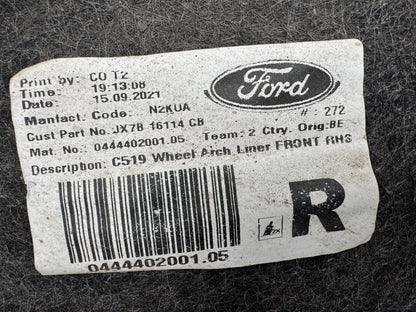 Print by: CO T2
Time: 19:13:08
Date: 15.09.2021
Ford
Manfact. Code: N2KUA #: 272
Cust Part No. JX7B 16114 CB
Mat. No.: 0444402001.05 Team: 2 Ctry. Orig: BE
Description: C519 Wheel Arch Liner FRONT RHS
R
0444402001.05